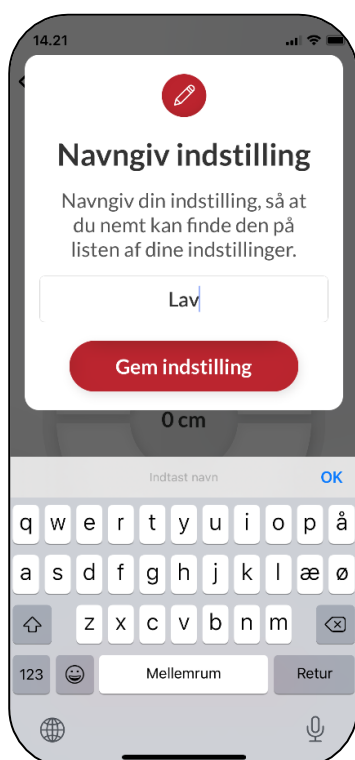 14.21
Navngiv indstilling
Navngiv din indstilling, så at
du nemt kan finde den på
listen af dine indstillinger.
Lav
Gem indstilling
0 cm
Indtast navn OK
q w e r t y u i o p å
a s d f g h j k l æ ø
z x c v b n m
123 Mellemrum Retur